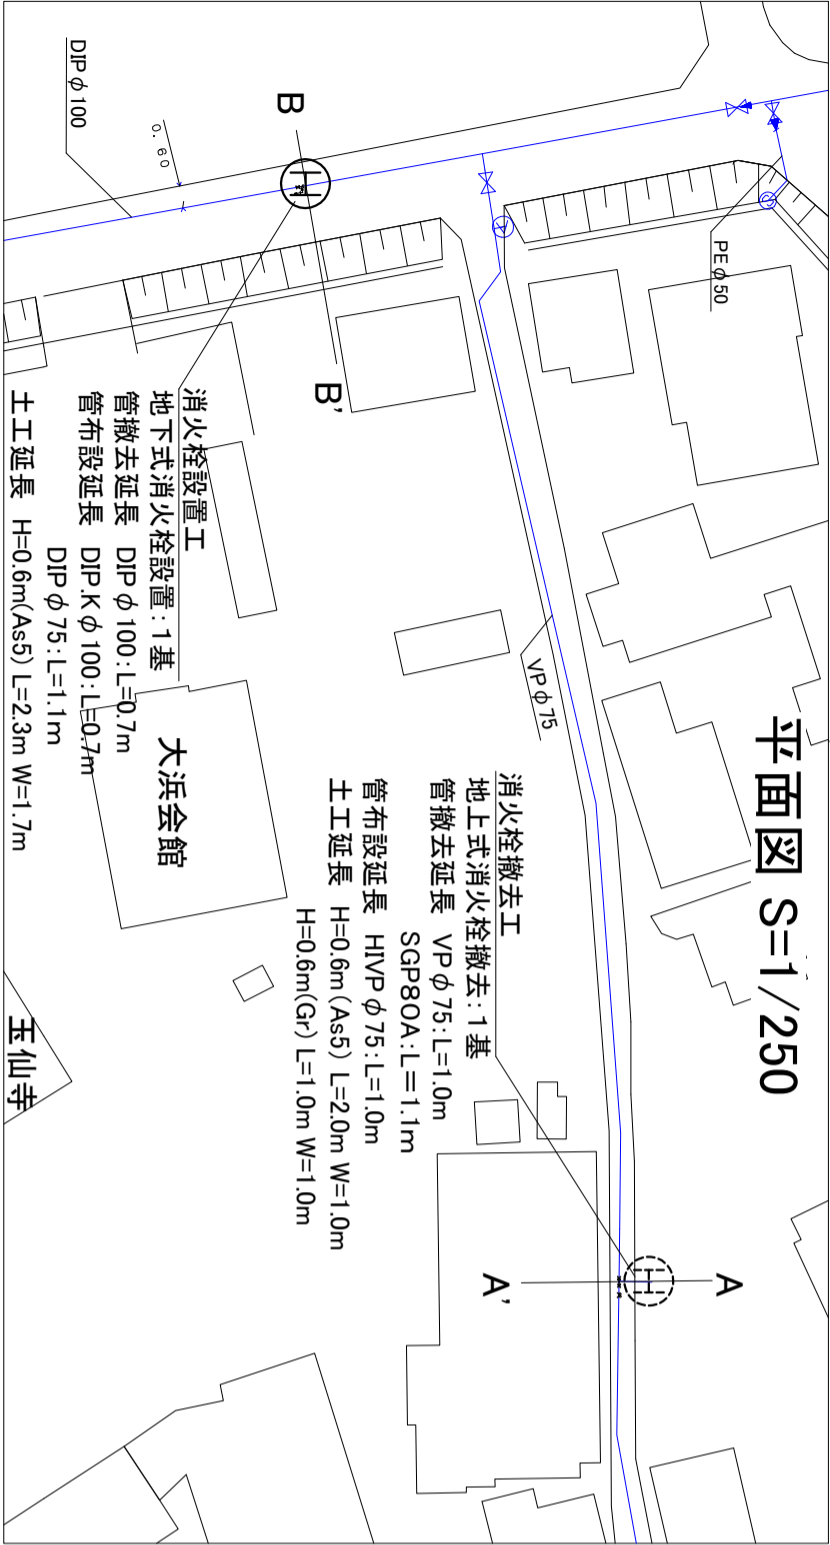 平面図 S=1/250
DIPφ100
0.60
B
H
B'
PEφ50
VPφ75
消火栓設置工
地下式消火栓設置:1基
管撤去延長 DIPφ100:L=0.7m
管布設延長 DIP.Kφ100:L=0.7m
DIPφ75:L=1.1m
土工延長 H=0.6m(As5) L=2.3m W=1.7m
大浜会館
消火栓撤去工
地上式消火栓撤去:1基
管撤去延長 VPφ75:L=1.0m
SGP80A:L=1.1m
管布設延長 HIVPφ75:L=1.0m
土工延長 H=0.6m(As5) L=2.0m W=1.0m
H=0.6m(Gr) L=1.0m W=1.0m
玉仙寺
A
H
A'